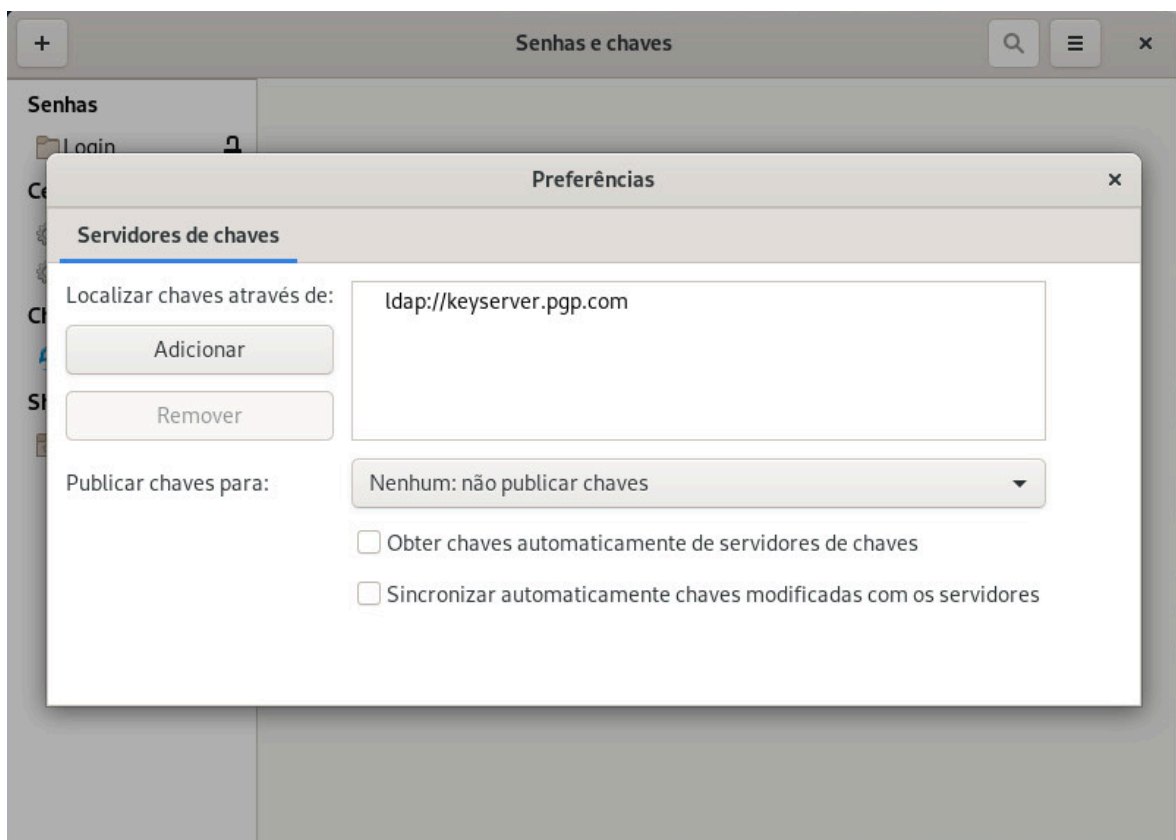 Senhas e chaves
Senhas
Login
Preferências
Servidores de chaves
Localizar chaves através de:
ldap://keyserver.pgp.com
Adicionar
Remover
Publicar chaves para:
Nenhum: não publicar chaves
Obter chaves automaticamente de servidores de chaves
Sincronizar automaticamente chaves modificadas com os servidores